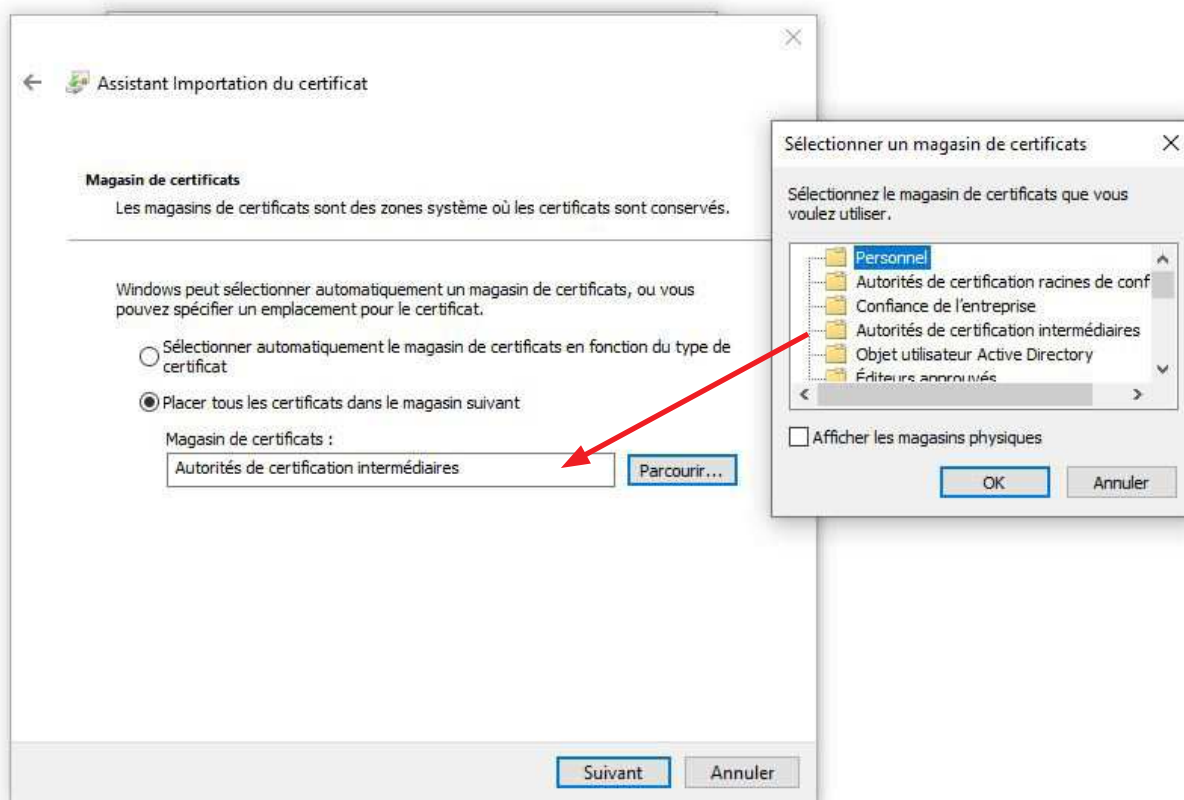 Assistant Importation du certificat
Magasin de certificats
Les magasins de certificats sont des zones système où les certificats sont conservés.
Windows peut sélectionner automatiquement un magasin de certificats, ou vous
pouvez spécifier un emplacement pour le certificat.
Sélectionner automatiquement le magasin de certificats en fonction du type de
certificat
Placer tous les certificats dans le magasin suivant
Magasin de certificats :
Autorités de certification intermédiaires
Parcourir...
Suivant
Annuler
Sélectionner un magasin de certificats
Sélectionnez le magasin de certificats que vous
voulez utiliser.
Personnel
Autorités de certification racines de conf
Confiance de l'entreprise
Autorités de certification intermédiaires
Objet utilisateur Active Directory
Éditeurs approuvés
Afficher les magasins physiques
OK
Annuler